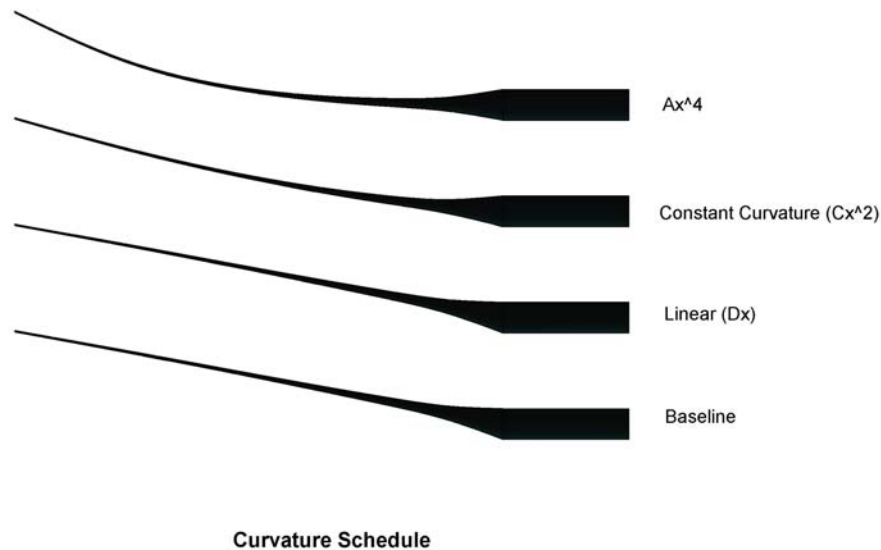 Ax^4
Constant Curvature (Cx^2)
Linear (Dx)
Baseline
Curvature Schedule